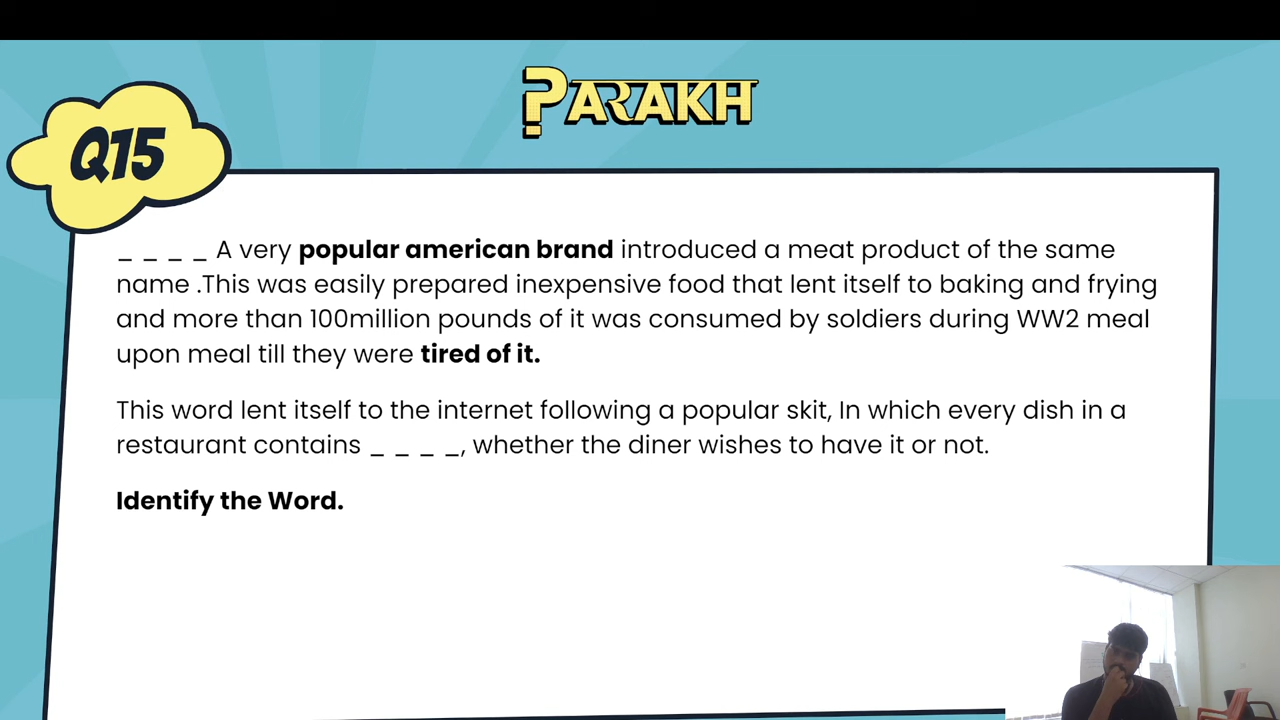 ?ARAKH
Q15
_ _ _ _ A very popular american brand introduced a meat product of the same
name .This was easily prepared inexpensive food that lent itself to baking and frying
and more than 100million pounds of it was consumed by soldiers during WW2 meal
upon meal till they were tired of it.
This word lent itself to the internet following a popular skit, In which every dish in a
restaurant contains _ _ _ _, whether the diner wishes to have it or not.
Identify the Word.